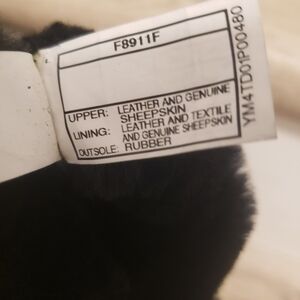 F8911F
UPPER: LEATHER AND GENUINE
SHEEPSKIN
LINING: LEATHER AND TEXTILE
AND GENUINE SHEEPSKIN
OUTSOLE: RUBBER
YM4TD01P00480